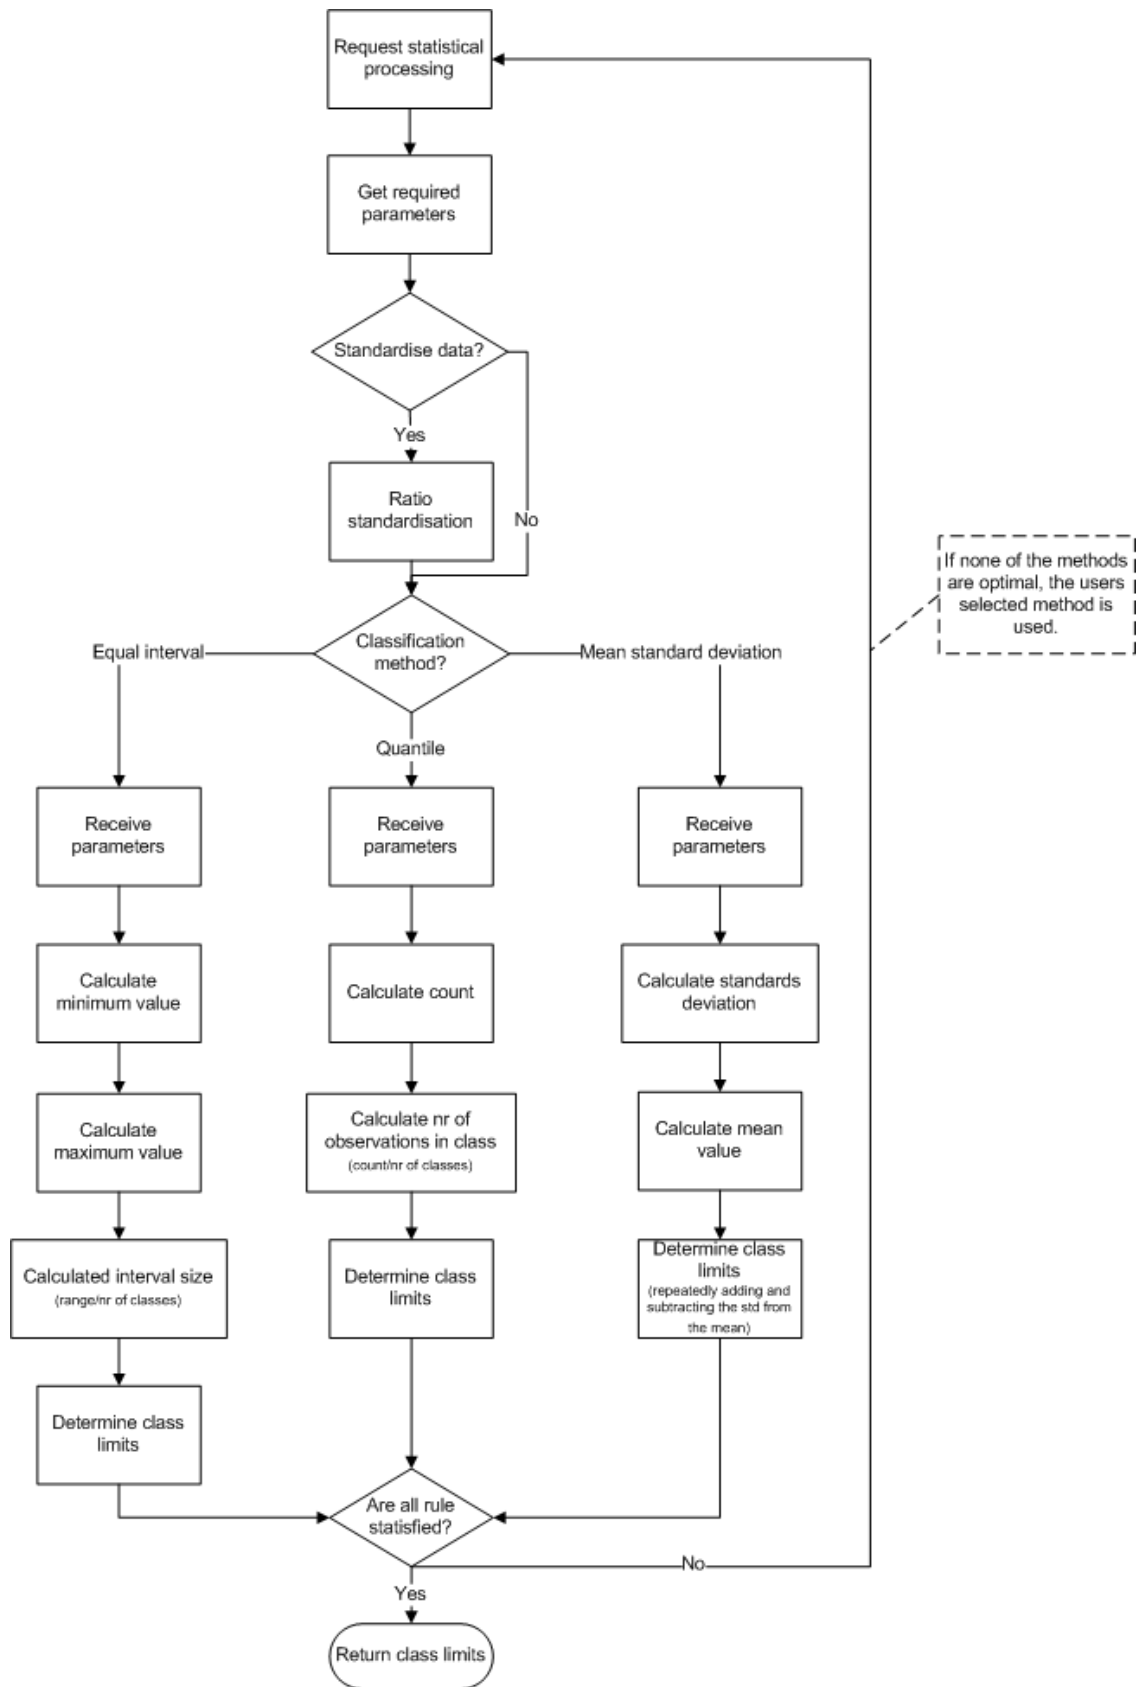 Request statistical
processing
Get required
parameters
Standardise data?
Yes
Ratio
standardisation
No
If none of the methods
are optimal, the users
selected method is
used.
Classification
method?
Equal interval
Mean standard deviation
Quantile
Receive
parameters
Receive
parameters
Receive
parameters
Calculate
minimum value
Calculate count
Calculate standards
deviation
Calculate
maximum value
Calculate nr of
observations in class
(count/nr of classes)
Calculate mean
value
Calculated interval size
(range/nr of classes)
Determine class
limits
Determine class
limits
(repeatedly adding and
subtracting the std from
the mean)
Determine class
limits
Are all rule
statisfied?
No
Yes
Return class limits